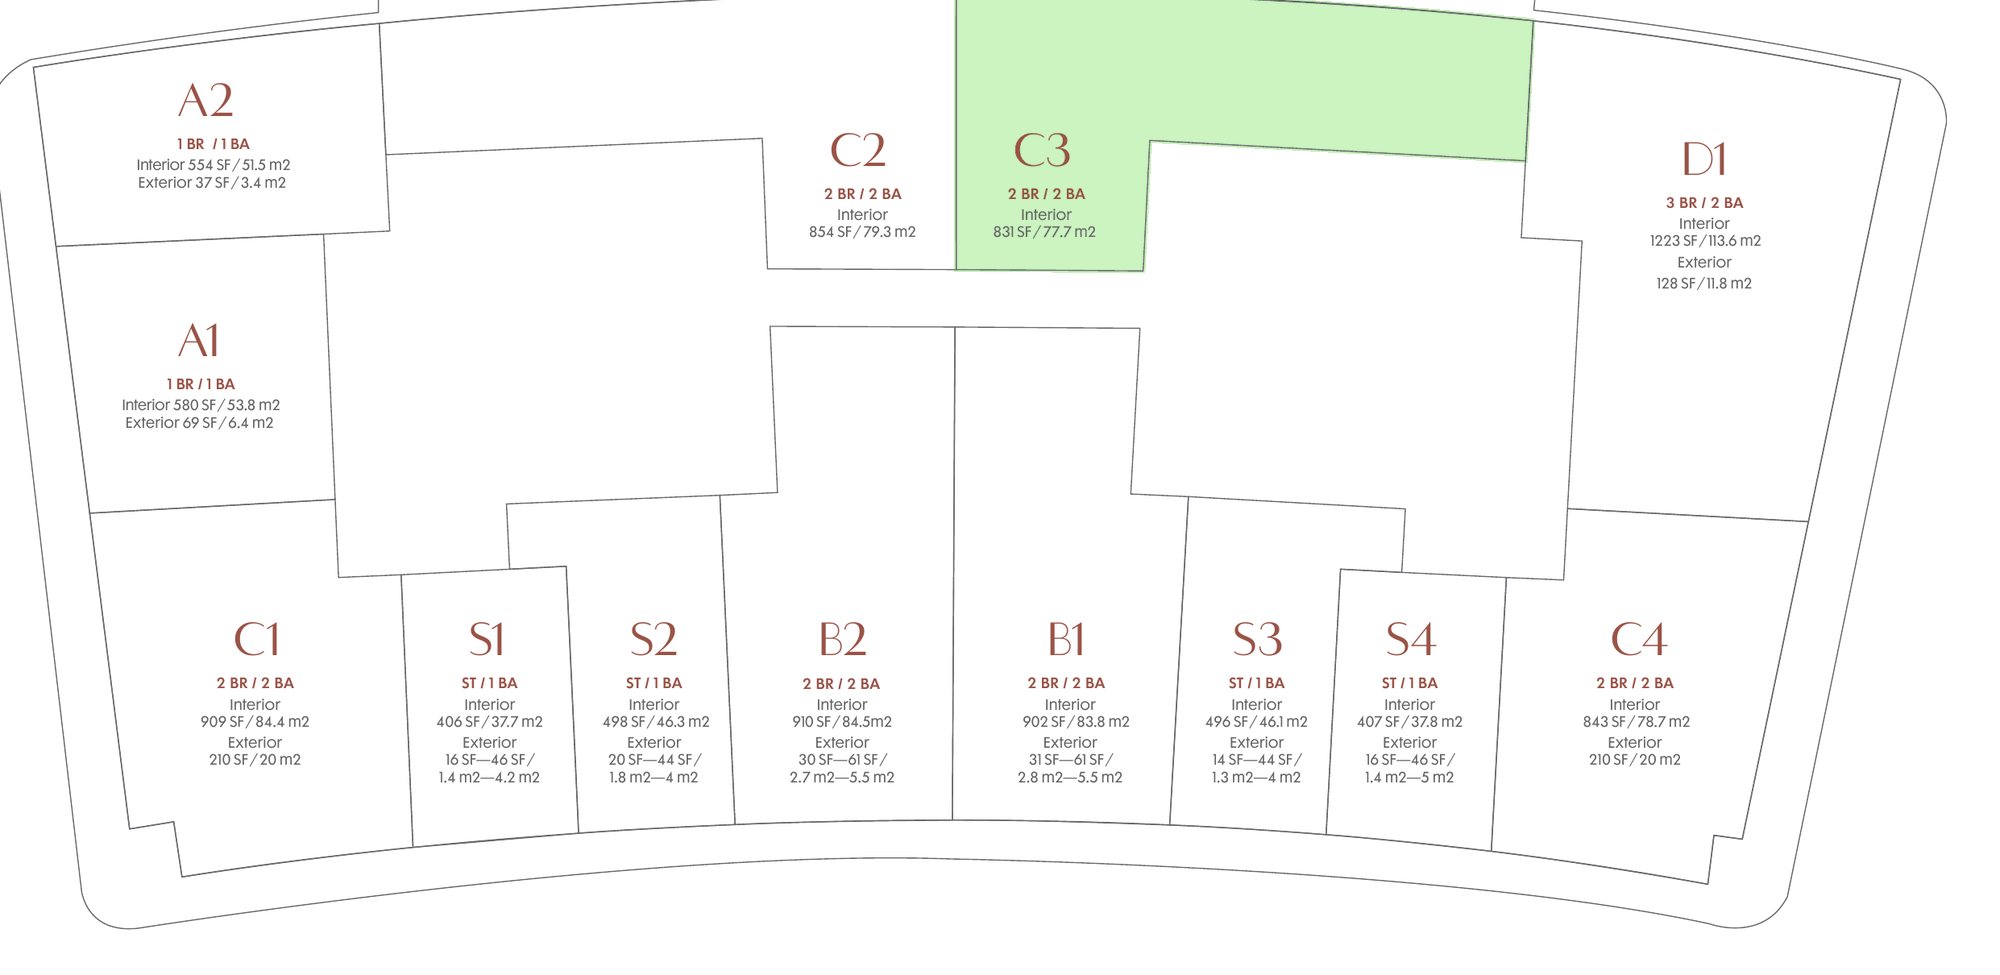 A2
1 BR / 1 BA
Interior 554 SF/51.5 m2
Exterior 37 SF/3.4 m2
C2
2 BR / 2 BA
Interior
854 SF/79.3 m2
C3
2 BR / 2 BA
Interior
831 SF/77.7 m2
D1
3 BR / 2 BA
Interior
1223 SF/113.6 m2
Exterior
128 SF/11.8 m2
A1
1 BR / 1 BA
Interior 580 SF/53.8 m2
Exterior 69 SF/6.4 m2
C1
2 BR / 2 BA
Interior
909 SF/84.4 m2
Exterior
210 SF/20 m2
S1
ST / 1 BA
Interior
406 SF/37.7 m2
Exterior
16 SF—46 SF/
1.4 m2—4.2 m2
S2
ST / 1 BA
Interior
498 SF/46.3 m2
Exterior
20 SF—44 SF/
1.8 m2—4 m2
B2
2 BR / 2 BA
Interior
910 SF/84.5m2
Exterior
30 SF—61 SF/
2.7 m2—5.5 m2
B1
2 BR / 2 BA
Interior
902 SF/83.8 m2
Exterior
31 SF—61 SF/
2.8 m2—5.5 m2
S3
ST / 1 BA
Interior
496 SF/46.1 m2
Exterior
14 SF—44 SF/
1.3 m2—4 m2
S4
ST / 1 BA
Interior
407 SF/37.8 m2
Exterior
16 SF—46 SF/
1.4 m2—5 m2
C4
2 BR / 2 BA
Interior
843 SF/78.7 m2
Exterior
210 SF/20 m2